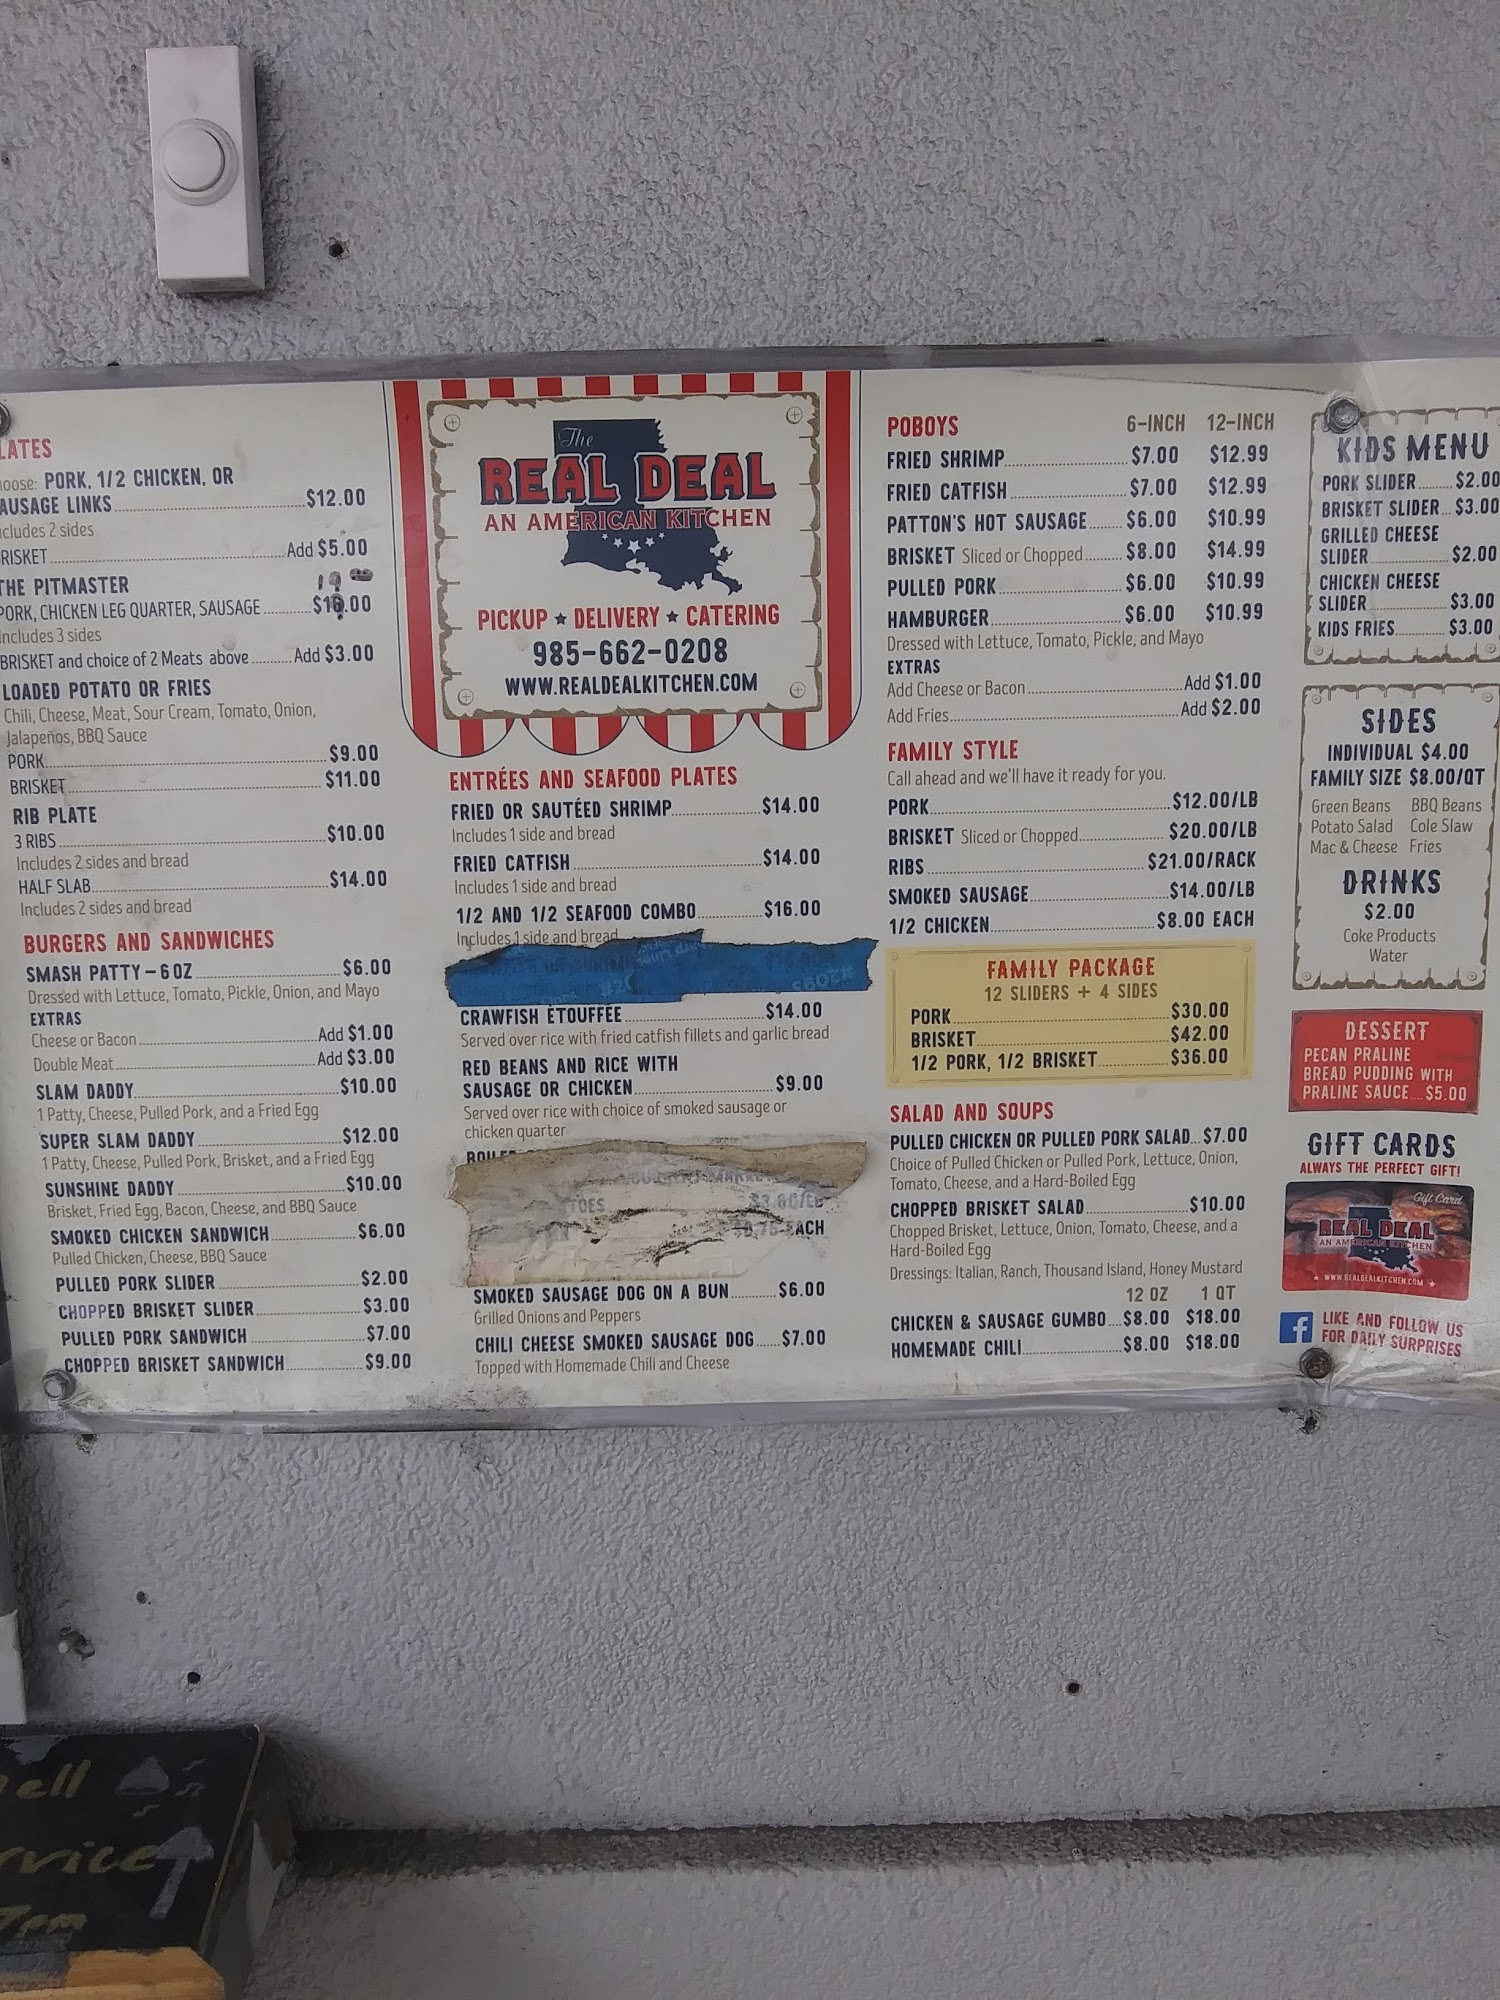 LATES
oose: PORK, 1/2 CHICKEN, OR
AUSAGE LINKS $12.00
cludes 2 sides
RISKET Add $5.00
THE PITMASTER
PORK, CHICKEN LEG QUARTER, SAUSAGE
Includes 3 sides
BRISKET and choice of 2 Meats above Add $3.00
LOADED POTATO OR FRIES
Chili, Cheese, Meat, Sour Cream, Tomato, Onion,
Jalapeños, BBQ Sauce
PORK $9.00
BRISKET $11.00
RIB PLATE
3 RIBS $10.00
Includes 2 sides and bread
HALF SLAB $14.00
Includes 2 sides and bread
BURGERS AND SANDWICHES
SMASH PATTY – 6 OZ $6.00
Dressed with Lettuce, Tomato, Pickle, Onion, and Mayo
EXTRAS
Cheese or Bacon Add $1.00
Double Meat Add $3.00
SLAM DADDY $10.00
1 Patty, Cheese, Pulled Pork, and a Fried Egg
SUPER SLAM DADDY $12.00
1 Patty, Cheese, Pulled Pork, Brisket, and a Fried Egg
SUNSHINE DADDY $10.00
Brisket, Fried Egg, Bacon, Cheese, and BBQ Sauce
SMOKED CHICKEN SANDWICH $6.00
Pulled Chicken, Cheese, BBQ Sauce
PULLED PORK SLIDER $2.00
CHOPPED BRISKET SLIDER $3.00
PULLED PORK SANDWICH $7.00
CHOPPED BRISKET SANDWICH $9.00
The
REAL DEAL
AN AMERICAN KITCHEN
PICKUP ★ DELIVERY ★ CATERING
985-662-0208
WWW.REALDEALKITCHEN.COM
ENTRÉES AND SEAFOOD PLATES
FRIED OR SAUTÉED SHRIMP $14.00
Includes 1 side and bread
FRIED CATFISH $14.00
Includes 1 side and bread
1/2 AND 1/2 SEAFOOD COMBO $16.00
Includes 1 side and bread
CRAWFISH ÉTOUFFÉE $14.00
Served over rice with fried catfish fillets and garlic bread
RED BEANS AND RICE WITH
SAUSAGE OR CHICKEN $9.00
Served over rice with choice of smoked sausage or
chicken quarter
EACH
SMOKED SAUSAGE DOG ON A BUN $6.00
Grilled Onions and Peppers
CHILI CHEESE SMOKED SAUSAGE DOG $7.00
Topped with Homemade Chili and Cheese
POBOYS 6-INCH 12-INCH
FRIED SHRIMP $7.00 $12.99
FRIED CATFISH $7.00 $12.99
PATTON'S HOT SAUSAGE $6.00 $10.99
BRISKET Sliced or Chopped $8.00 $14.99
PULLED PORK $6.00 $10.99
HAMBURGER $6.00 $10.99
Dressed with Lettuce, Tomato, Pickle, and Mayo
EXTRAS
Add Cheese or Bacon Add $1.00
Add Fries Add $2.00
FAMILY STYLE
Call ahead and we'll have it ready for you.
PORK $12.00/LB
BRISKET Sliced or Chopped $20.00/LB
RIBS $21.00/RACK
SMOKED SAUSAGE $14.00/LB
1/2 CHICKEN $8.00 EACH
FAMILY PACKAGE
12 SLIDERS + 4 SIDES
PORK $30.00
BRISKET $42.00
1/2 PORK, 1/2 BRISKET $36.00
SALAD AND SOUPS
PULLED CHICKEN OR PULLED PORK SALAD $7.00
Choice of Pulled Chicken or Pulled Pork, Lettuce, Onion,
Tomato, Cheese, and a Hard-Boiled Egg
CHOPPED BRISKET SALAD $10.00
Chopped Brisket, Lettuce, Onion, Tomato, Cheese, and a
Hard-Boiled Egg
Dressings: Italian, Ranch, Thousand Island, Honey Mustard
12 OZ 1 QT
CHICKEN & SAUSAGE GUMBO $8.00 $18.00
HOMEMADE CHILI $8.00 $18.00
KIDS MENU
PORK SLIDER $2.00
BRISKET SLIDER $3.00
GRILLED CHEESE
SLIDER $2.00
CHICKEN CHEESE
SLIDER $3.00
KIDS FRIES $3.00
SIDES
INDIVIDUAL $4.00
FAMILY SIZE $8.00/QT
Green Beans BBQ Beans
Potato Salad Cole Slaw
Mac & Cheese Fries
DRINKS
$2.00
Coke Products
Water
DESSERT
PECAN PRALINE
BREAD PUDDING WITH
PRALINE SAUCE $5.00
GIFT CARDS
ALWAYS THE PERFECT GIFT!
Gift Card
REAL DEAL
AN AMERICAN KITCHEN
★ WWW.REALDEALKITCHEN.COM ★
f LIKE AND FOLLOW US
FOR DAILY SURPRISES
ell
rvice
7pm